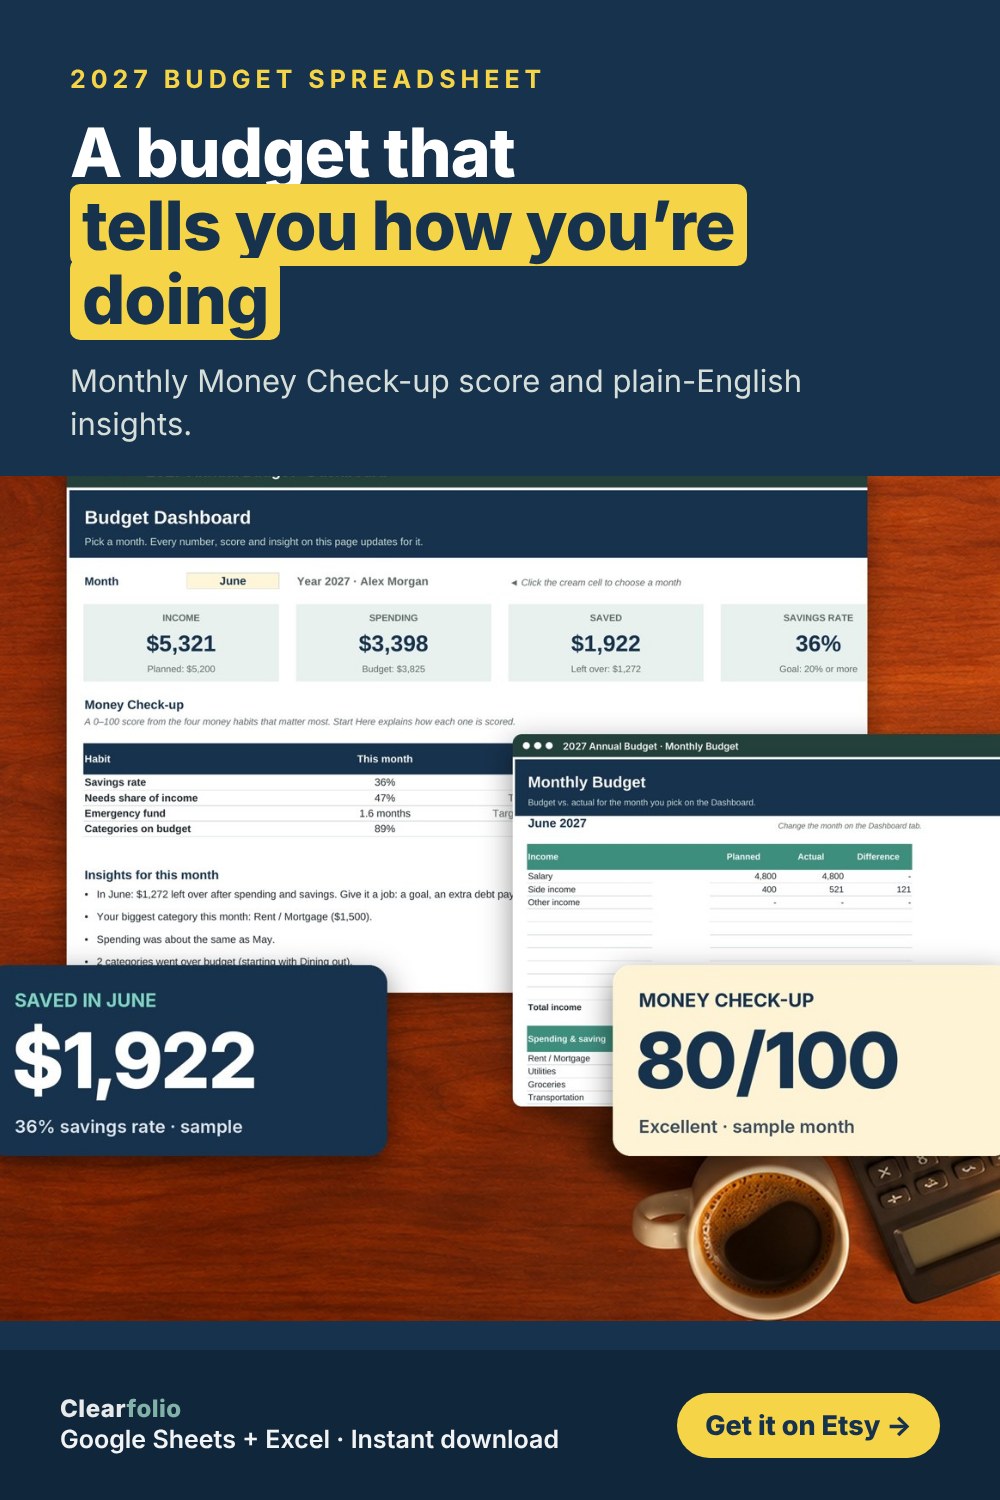 2027 BUDGET SPREADSHEET
A budget that
tells you how you’re
doing
Monthly Money Check-up score and plain-English
insights.
Budget Dashboard
Pick a month. Every number, score and insight on this page updates for it.
Month June Year 2027 · Alex Morgan ◄ Click the cream cell to choose a month
INCOME SPENDING SAVED SAVINGS RATE
$5,321 $3,398 $1,922 36%
Planned: $5,200 Budget: $3,825 Left over: $1,272 Goal: 20% or more
Money Check-up
A 0–100 score from the four money habits that matter most. Start Here explains how each one is scored.
Habit This month
Savings rate 36%
Needs share of income 47%
Emergency fund 1.6 months
Categories on budget 89%
Insights for this month
• In June: $1,272 left over after spending and savings. Give it a job: a goal, an extra debt pay
• Your biggest category this month: Rent / Mortgage ($1,500).
• Spending was about the same as May.
• 2 categories went over budget (starting with Dining out).
2027 Annual Budget · Monthly Budget
Monthly Budget
Budget vs. actual for the month you pick on the Dashboard.
June 2027 Change the month on the Dashboard tab.
Income Planned Actual Difference
Salary 4,800 4,800 -
Side income 400 521 121
Other income - - -
Total income
Spending & saving
Rent / Mortgage
Utilities
Groceries
Transportation
SAVED IN JUNE
$1,922
36% savings rate · sample
MONEY CHECK-UP
80/100
Excellent · sample month
Clearfolio
Google Sheets + Excel · Instant download
Get it on Etsy →